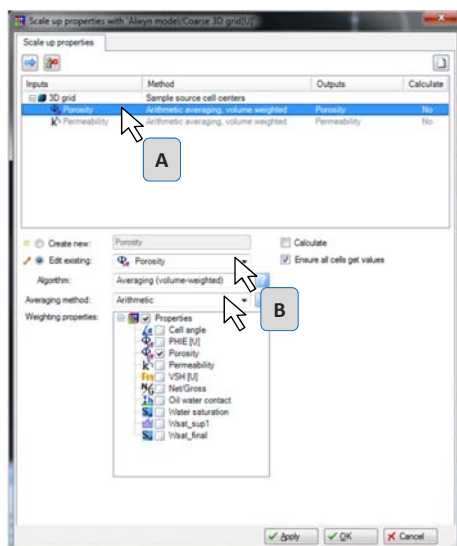 Scale up properties with 'Alwyn model/Coarse 3D grid[U]'
Scale up properties
Inputs Method Outputs Calculate
3D grid Sample source cell centers
Porosity Arithmetic averaging, volume weighted Porosity No
Permeability Arithmetic averaging, volume weighted Permeability No
A
Create new: Porosity Calculate
Edit existing: Porosity Ensure all cells get values
Algorithm: Averaging (volume-weighted)
Averaging method: Arithmetic
B
Weighting properties: Properties
Cell angle
PHIE [U]
Porosity
Permeability
VSH [U]
Net/Gross
Oil water contact
Water saturation
Wsat_sup1
Wsat_final
Apply OK Cancel